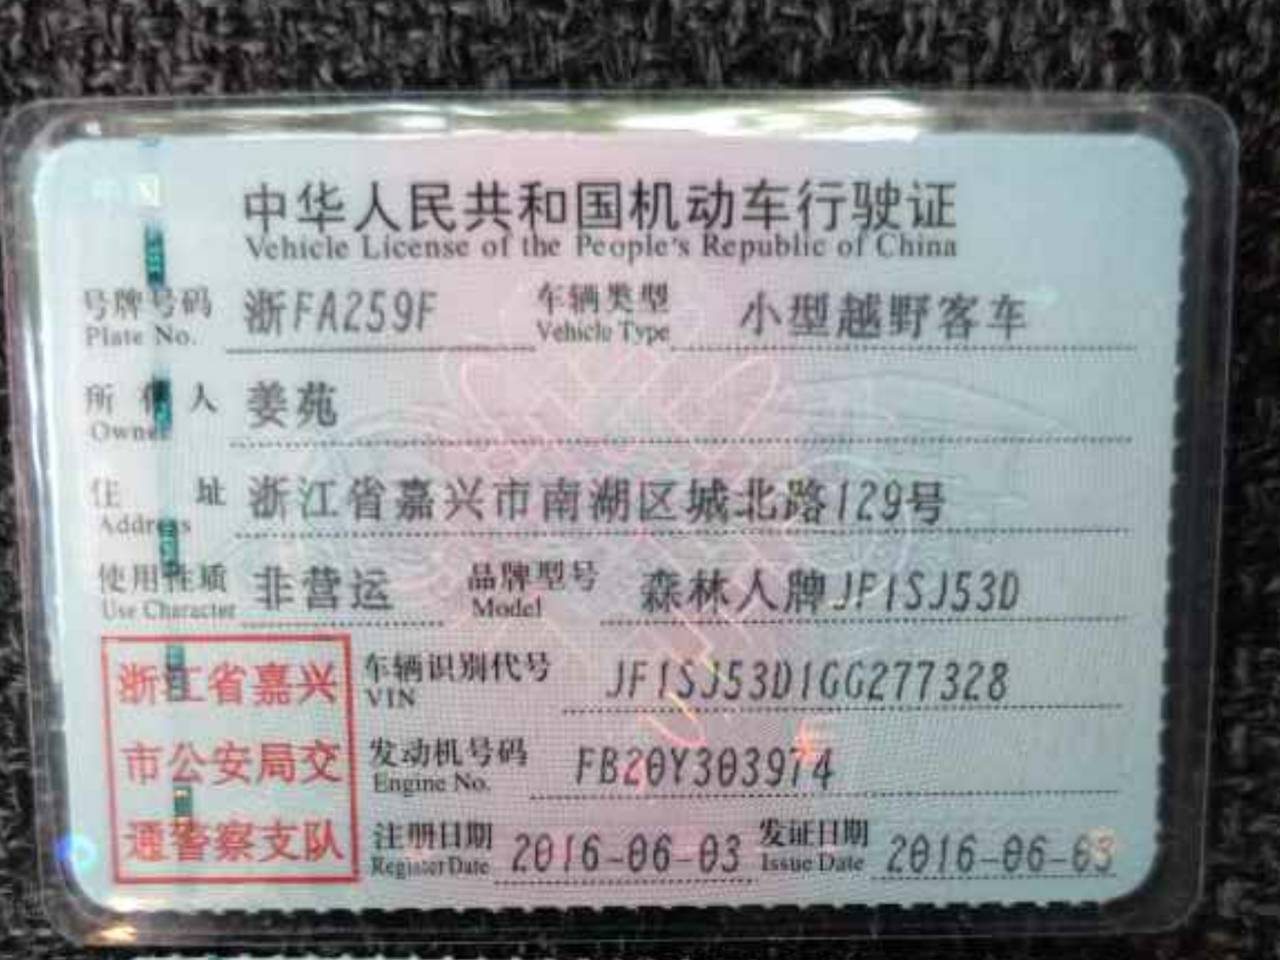 中华人民共和国机动车行驶证
Vehicle License of the People's Republic of China
号牌号码 浙FA259F 车辆类型 小型越野客车
Plate No. Vehicle Type
所有人 姜苑
Owner
住址 浙江省嘉兴市南湖区城北路129号
Address
使用性质 非营运 品牌型号 森林人牌JF1SJ53D
Use Character Model
浙江省嘉兴
市公安局交
通警察支队
车辆识别代号 JF1SJ53D1GG277328
VIN
发动机号码 FB20Y303974
Engine No.
注册日期 2016-06-03 发证日期 2016-06-03
Register Date Issue Date